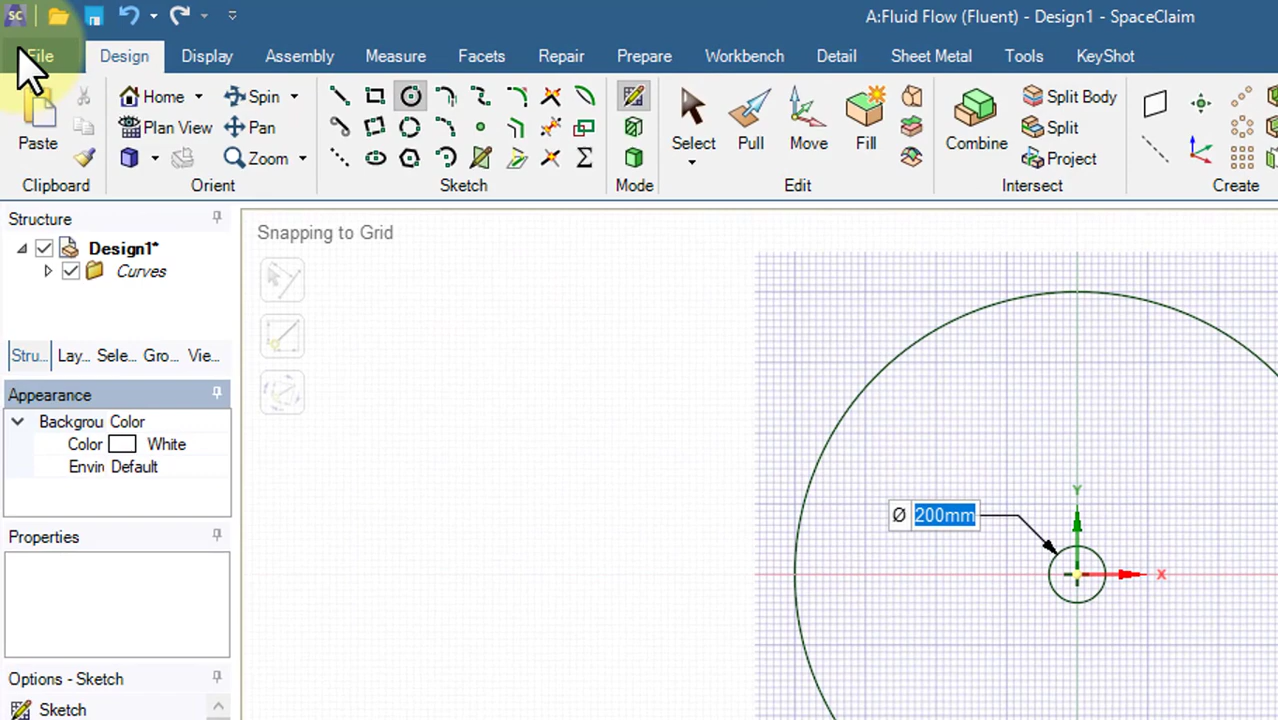 SC
A:Fluid Flow (Fluent) - Design1 - SpaceClaim
File Design Display Assembly Measure Facets Repair Prepare Workbench Detail Sheet Metal Tools KeyShot
Paste
Clipboard
Home Spin
Plan View Pan
Zoom
Orient
Sketch
Mode
Select Pull Move Fill
Edit
Combine
Split Body
Split
Project
Intersect
Create
Structure
Design1*
Curves
Stru... Lay... Sele... Gro... Vie...
Appearance
Backgrou Color
Color White
Envir Default
Properties
Options - Sketch
Sketch
Snapping to Grid
Ø 200mm
Y
X